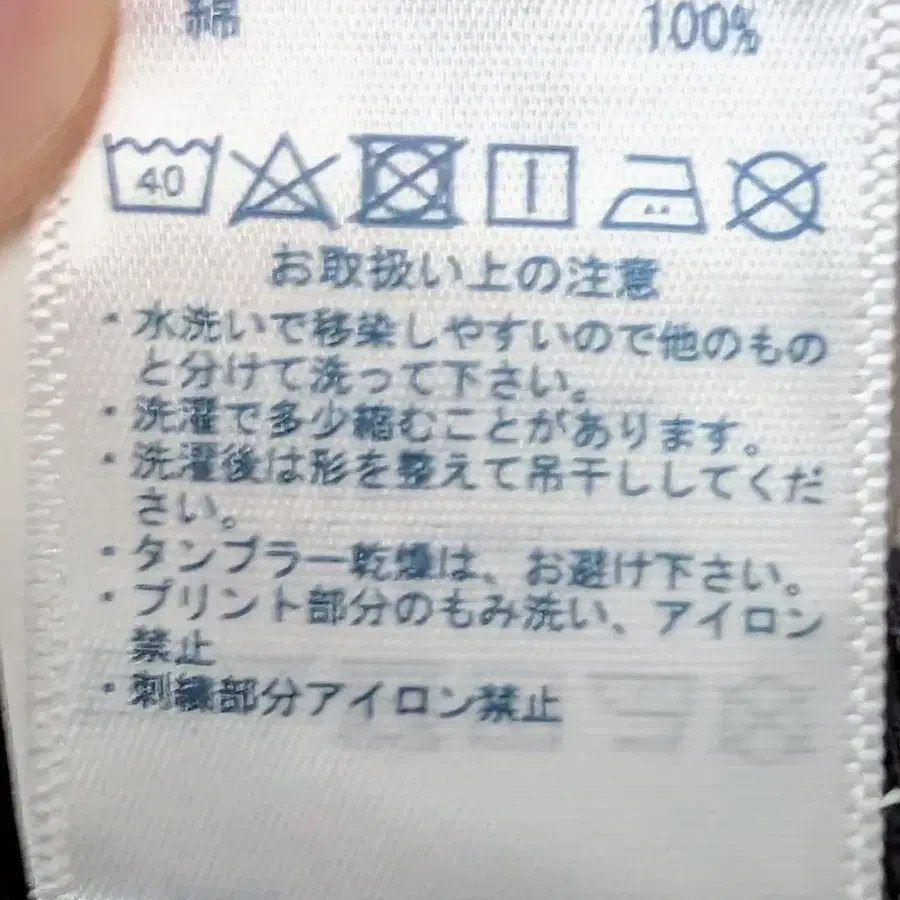 綿 100%
40
お取扱い上の注意
・水洗いで移染しやすいので他のもの
と分けて洗って下さい。
・洗濯で多少縮むことがあります。
・洗濯後は形を整えて吊干ししてくだ
さい。
・タンブラー乾燥は、お避け下さい。
・プリント部分のもみ洗い、アイロン
禁止
・刺繍部分アイロン禁止